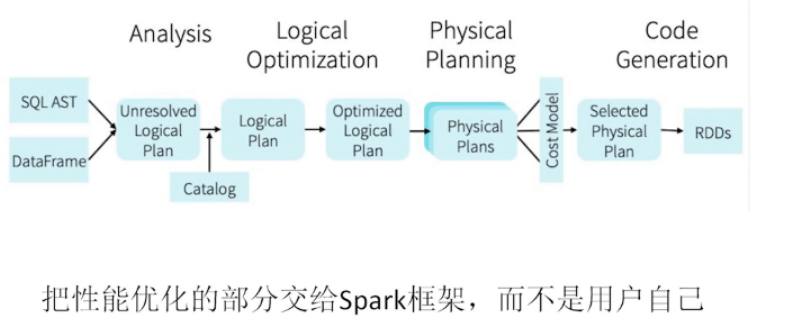 Analysis
Logical
Optimization
Physical
Planning
Code
Generation
SQL AST
DataFrame
Unresolved
Logical
Plan
Catalog
Logical
Plan
Optimized
Logical
Plan
Physical
Plans
Cost Model
Selected
Physical
Plan
RDDs
把性能优化的部分交给Spark框架，而不是用户自己